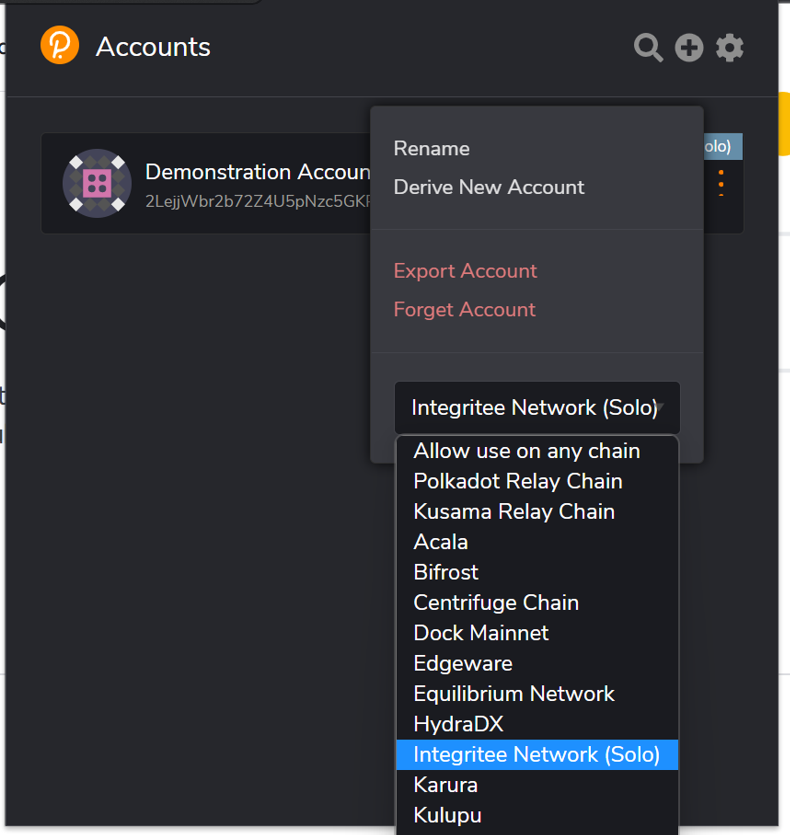 Accounts
Demonstration Accoun
olo)
Rename
Derive New Account
Export Account
Forget Account
Integritee Network (Solo)
Allow use on any chain
Polkadot Relay Chain
Kusama Relay Chain
Acala
Bifrost
Centrifuge Chain
Dock Mainnet
Edgeware
Equilibrium Network
HydraDX
Integritee Network (Solo)
Karura
Kulupu